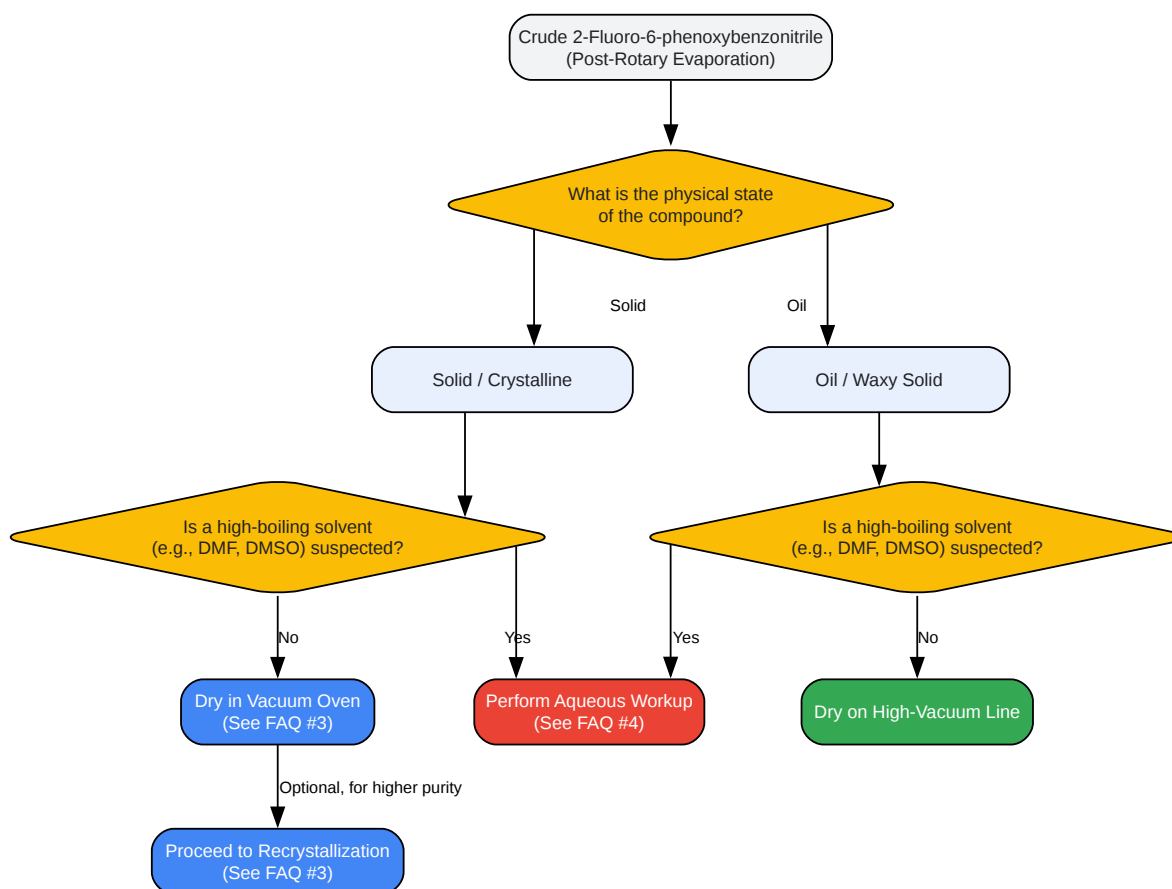 Crude 2-Fluoro-6-phenoxybenzonitrile
(Post-Rotary Evaporation)
What is the physical state
of the compound?
Solid
Oil
Solid / Crystalline
Oil / Waxy Solid
Is a high-boiling solvent
(e.g., DMF, DMSO) suspected?
Is a high-boiling solvent
(e.g., DMF, DMSO) suspected?
No
Yes
Yes
No
Dry in Vacuum Oven
(See FAQ #3)
Perform Aqueous Workup
(See FAQ #4)
Dry on High-Vacuum Line
Optional, for higher purity
Proceed to Recrystallization
(See FAQ #3)